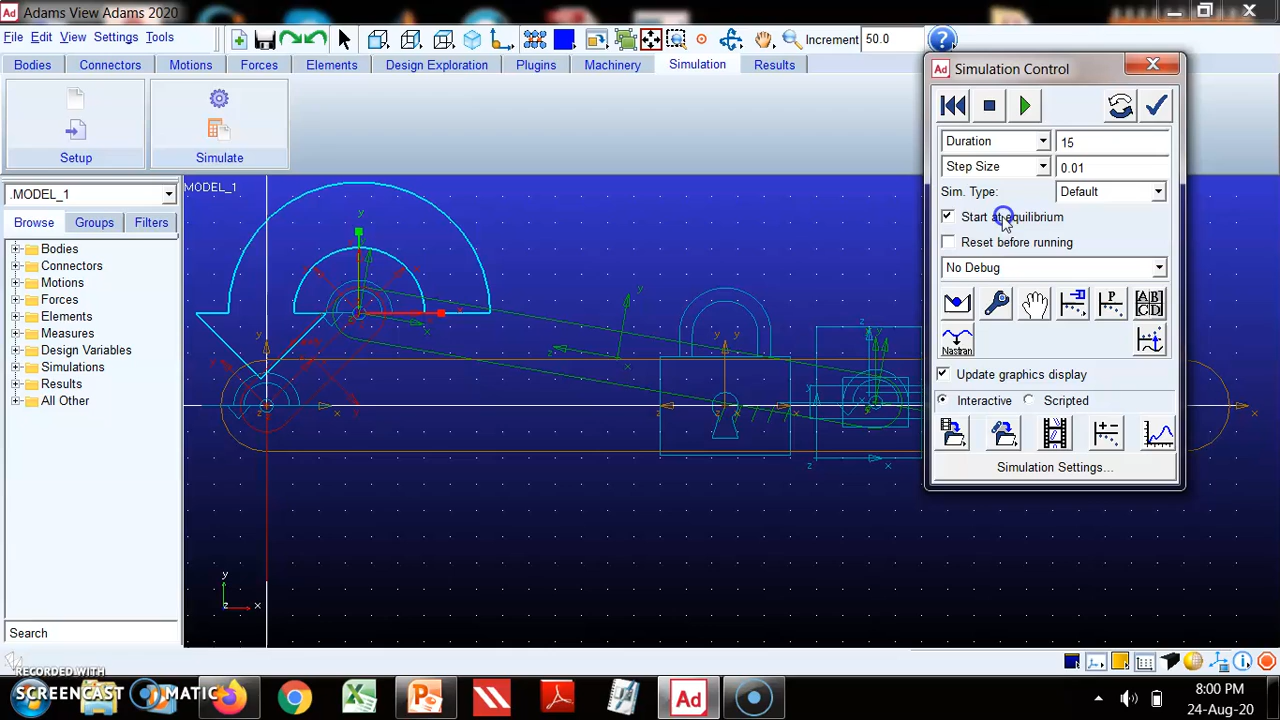 Ad Adams View Adams 2020
File Edit View Settings Tools
Increment 50.0
Bodies Connectors Motions Forces Elements Design Exploration Plugins Machinery Simulation Results
Setup Simulate
.MODEL_1
Browse Groups Filters
Bodies
Connectors
Motions
Forces
Elements
Measures
Design Variables
Simulations
Results
All Other
Search
MODEL_1
Ad Simulation Control
Duration 15
Step Size 0.01
Sim. Type: Default
Start at equilibrium
Reset before running
No Debug
Nastran
Update graphics display
Interactive Scripted
Simulation Settings...
RECORDED WITH
SCREENCAST MATIC
Ad
8:00 PM
24-Aug-20